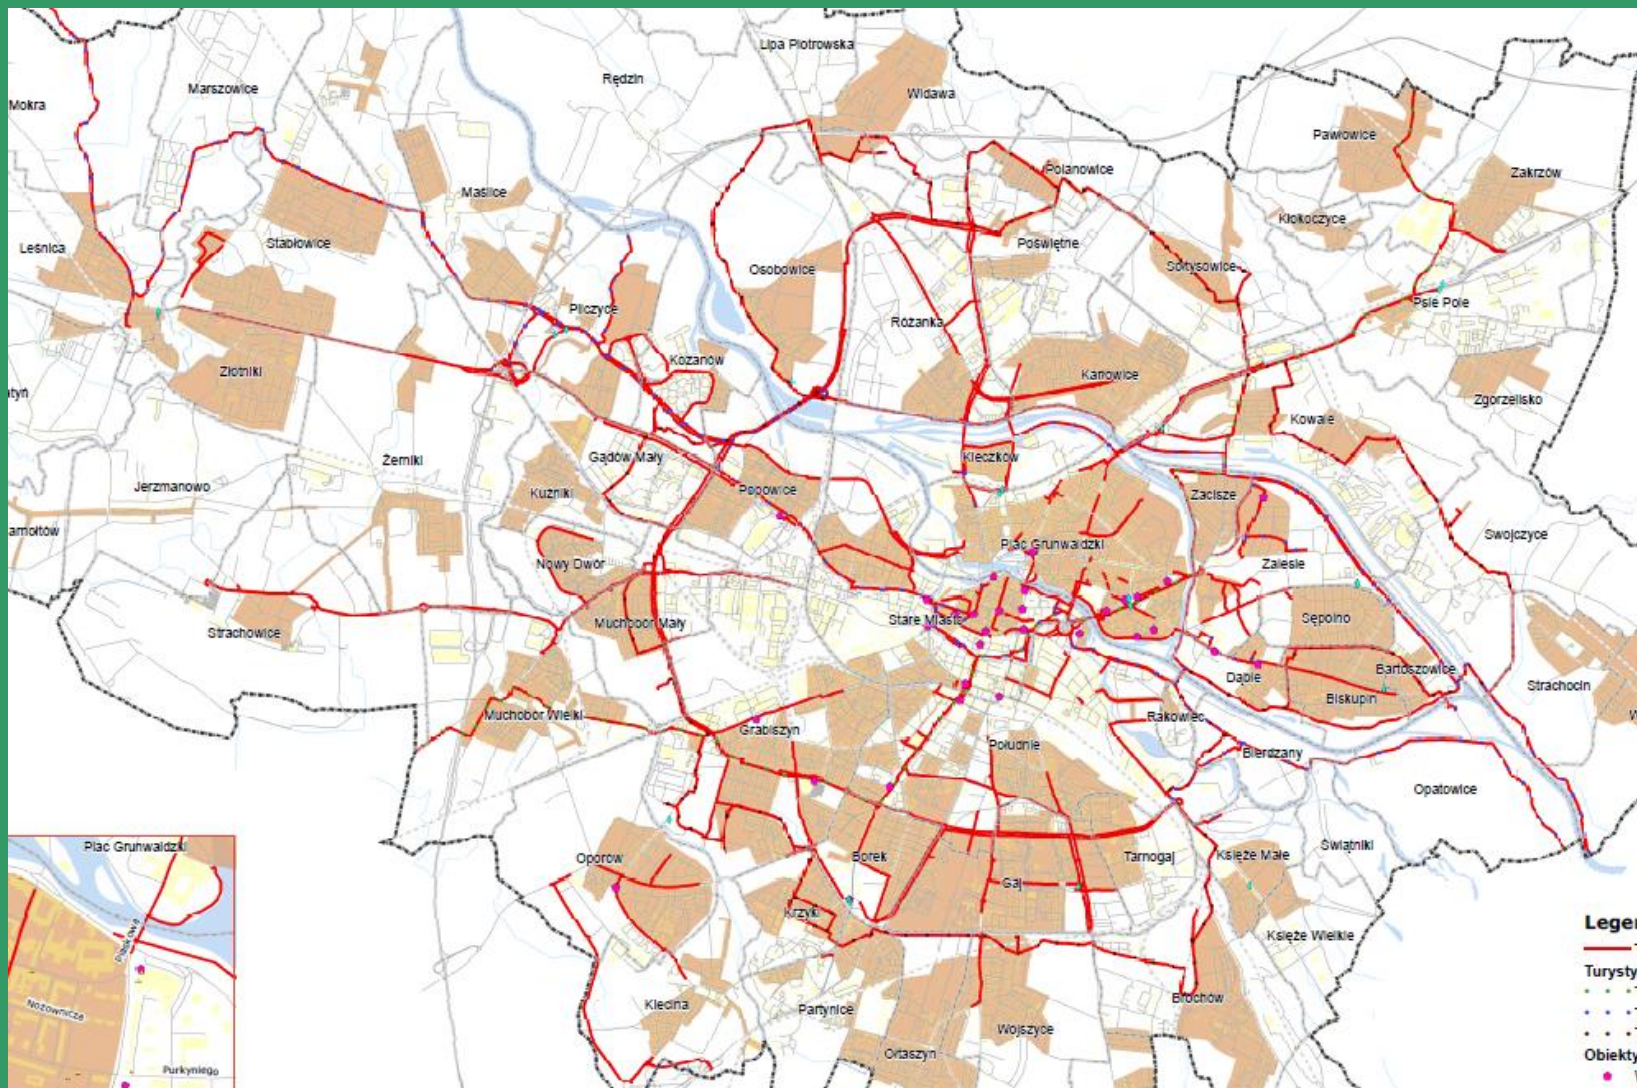 Lipa Piotrowska
Rędzin
Marszowice
Widawa
Mokra
Pawłowice
Zakrzów
Polanowice
Maślice
Kłokoczyce
Leśnica
Stabłowice
Poświętne
Osobowice
Sołtysowice
Psie Pole
Pilczyce
Różanka
Kozanów
Złotniki
Karłowice
Zgorzelisko
Kowale
Kleczków
Gądów Mały
Żerniki
Jerzmanowo
Kuźniki
Popowice
Zacisze
Swojczyce
Plac Grunwaldzki
Nowy Dwór
Zalesie
Strachowice
Muchobór Mały
Stare Miasto
Sępolno
Bartoszowice
Dąbie
Biskupin
Strachocin
Muchobór Wielki
Rakowiec
Grabiszyn
Południe
Bierdzany
Opatowice
Plac Grunwaldzki
Oporów
Borek
Tarnogaj
Księże Małe
Świątniki
Gaj
Krzyki
Księże Wielkie
Legen
Piaskowa
Turysty
Nożownicza
Klecina
Partynice
Brochów
Wojszyce
Ołtaszyn
Obiekty
Purkyniego